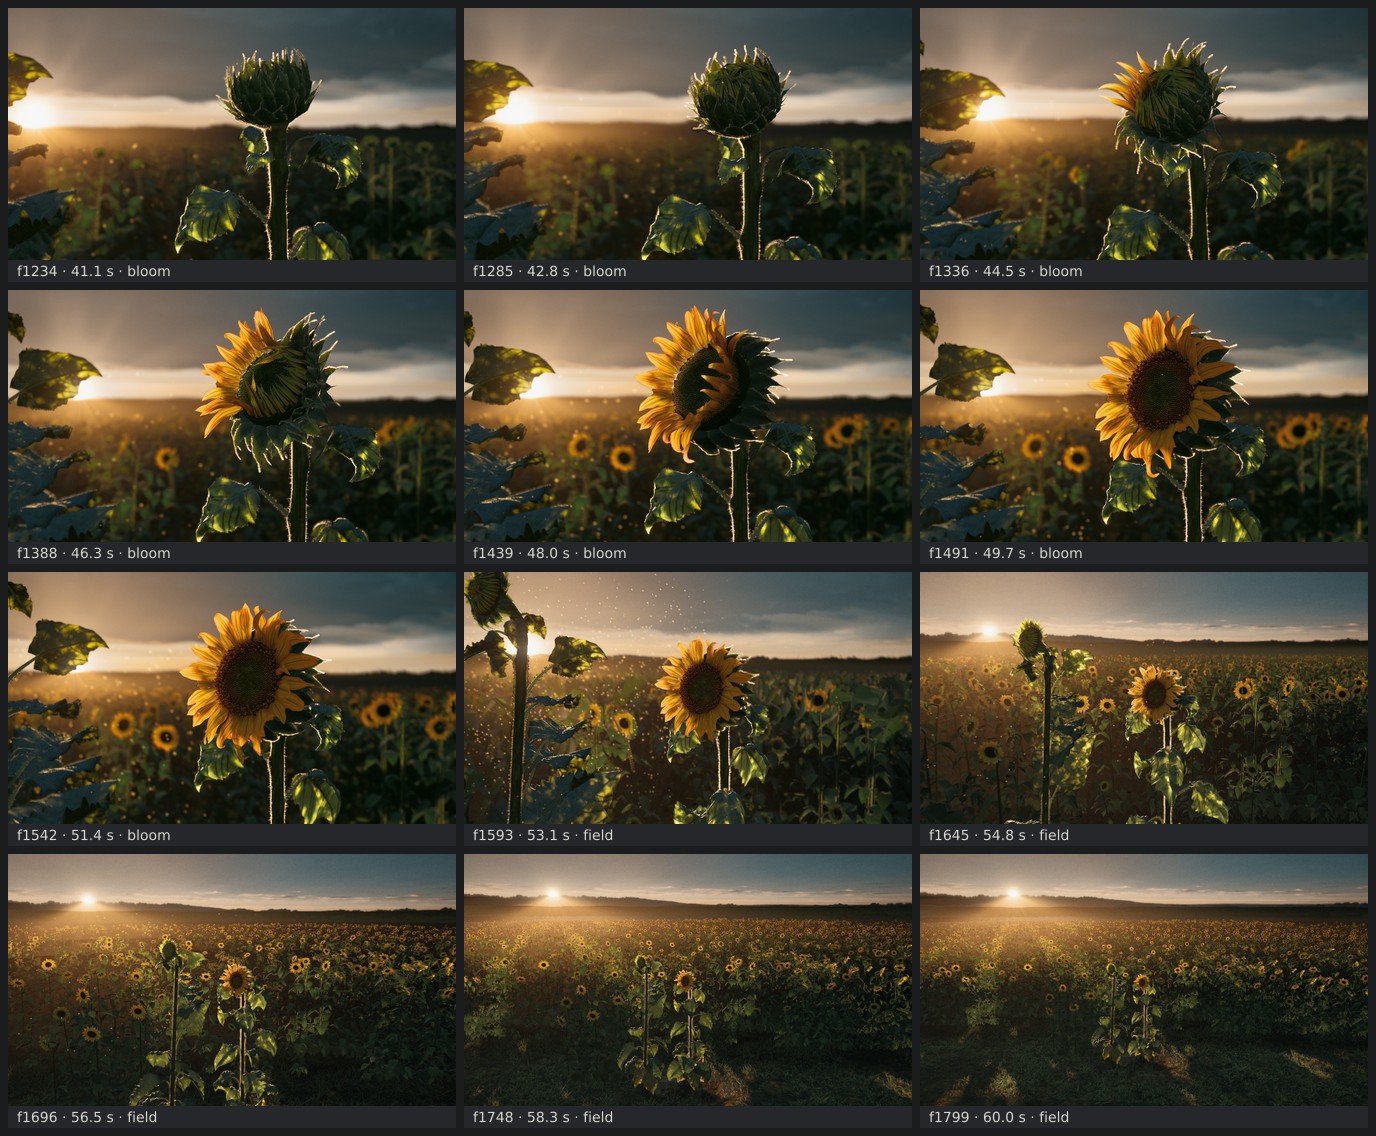 f1234 · 41.1 s · bloom
f1285 · 42.8 s · bloom
f1336 · 44.5 s · bloom
f1388 · 46.3 s · bloom
f1439 · 48.0 s · bloom
f1491 · 49.7 s · bloom
f1542 · 51.4 s · bloom
f1593 · 53.1 s · field
f1645 · 54.8 s · field
f1696 · 56.5 s · field
f1748 · 58.3 s · field
f1799 · 60.0 s · field